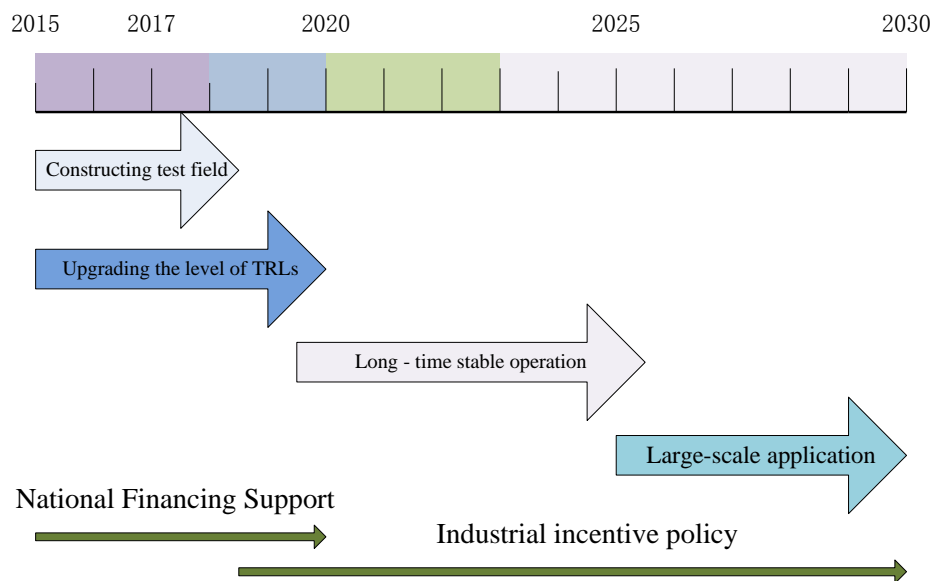 2015 2017 2020 2025 2030
Constructing test field
Upgrading the level of TRLs
Long - time stable operation
Large-scale application
National Financing Support
Industrial incentive policy